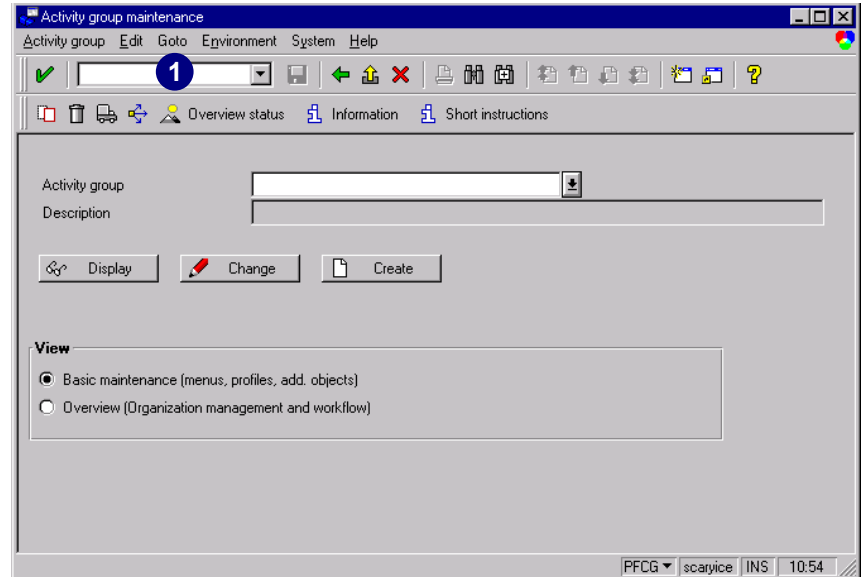 Activity group maintenance
Activity group Edit Goto Environment System Help
1
Overview status Information Short instructions
Activity group
Description
Display Change Create
View
Basic maintenance (menus, profiles, add. objects)
Overview (Organization management and workflow)
PFCG scaryice INS 10:54